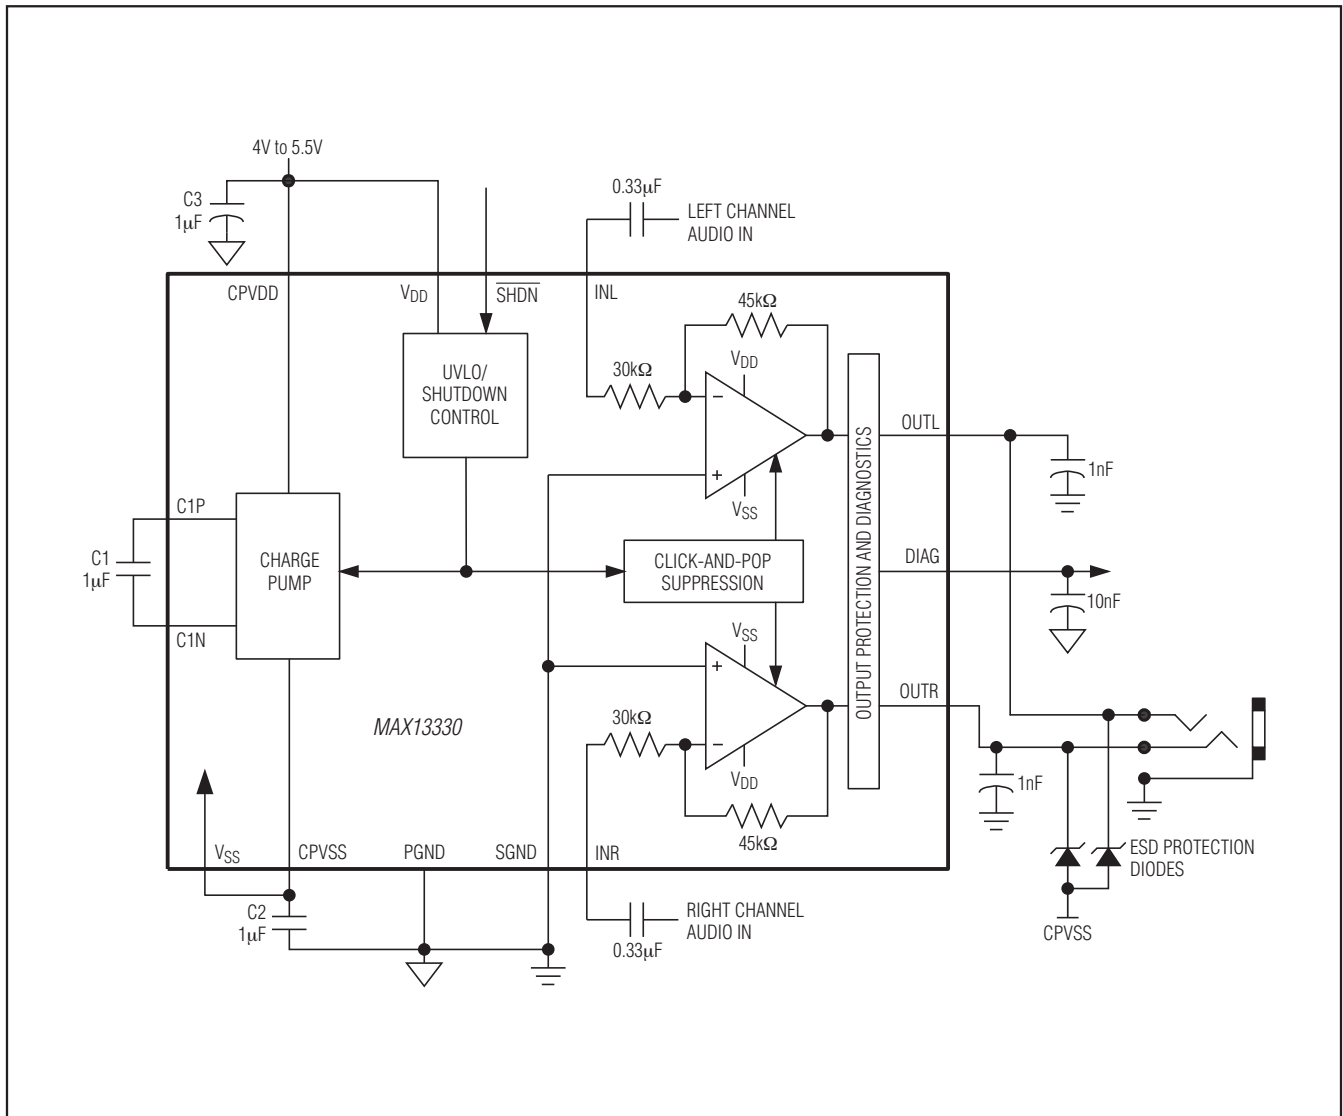 4V to 5.5V
C3
1µF
0.33µF
LEFT CHANNEL
AUDIO IN
CPVDD
VDD
SHDN
INL
45kΩ
30kΩ
VDD
−
+
VSS
UVLO/
SHUTDOWN
CONTROL
OUTL
1nF
C1P
C1
1µF
C1N
CHARGE
PUMP
CLICK-AND-POP
SUPPRESSION
OUTPUT PROTECTION AND DIAGNOSTICS
DIAG
10nF
VSS
+
−
VDD
30kΩ
45kΩ
OUTR
1nF
MAX13330
VSS
CPVSS
PGND
SGND
INR
C2
1µF
RIGHT CHANNEL
AUDIO IN
0.33µF
ESD PROTECTION
DIODES
CPVSS